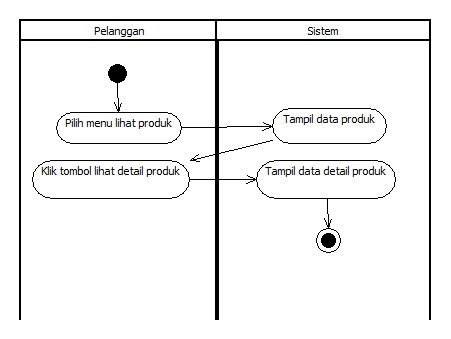 Pelanggan
Sistem
Pilih menu lihat produk
Tampil data produk
Klik tombol lihat detail produk
Tampil data detail produk